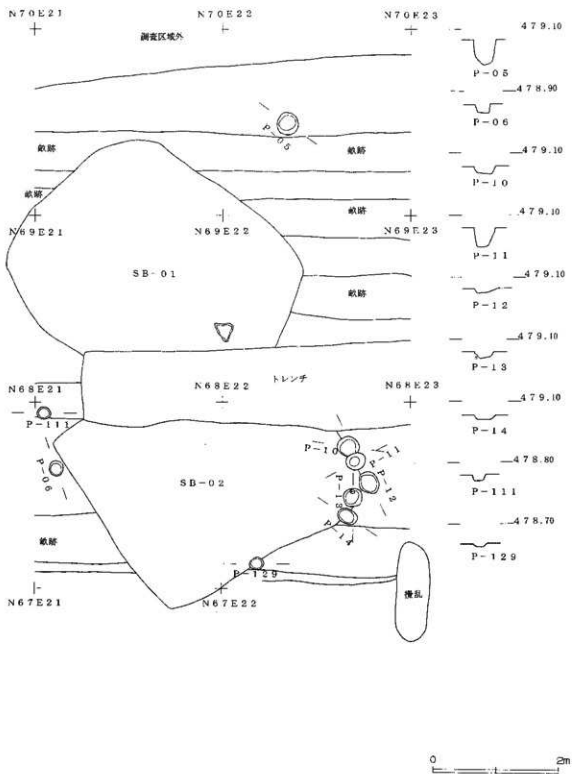 N70E21
N70E22
N70E23
調査区域外
P-05
畝跡
畝跡
畝跡
畝跡
N69E21
N69E22
N69E23
SB-01
畝跡
トレンチ
N68E21
N68E22
N68E23
P-111
P-10
P-11
P-06
SB-02
P-12
P-13
P-14
畝跡
P-129
N67E21
N67E22
攪乱
479.10
P-05
478.90
P-06
479.10
P-10
479.10
P-11
479.10
P-12
479.10
P-13
479.10
P-14
478.80
P-111
478.70
P-129
0 2m